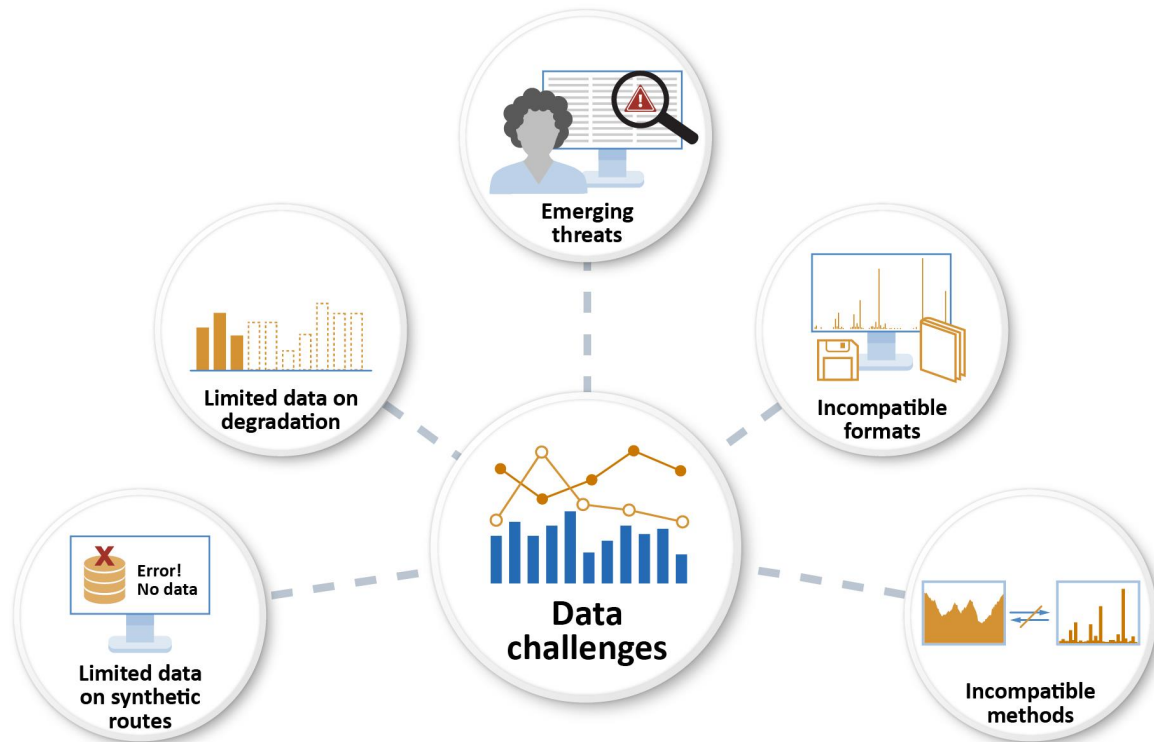 Emerging
threats
Limited data on
degradation
Incompatible
formats
Error!
No data
Limited data
on synthetic
routes
Data
challenges
Incompatible
methods